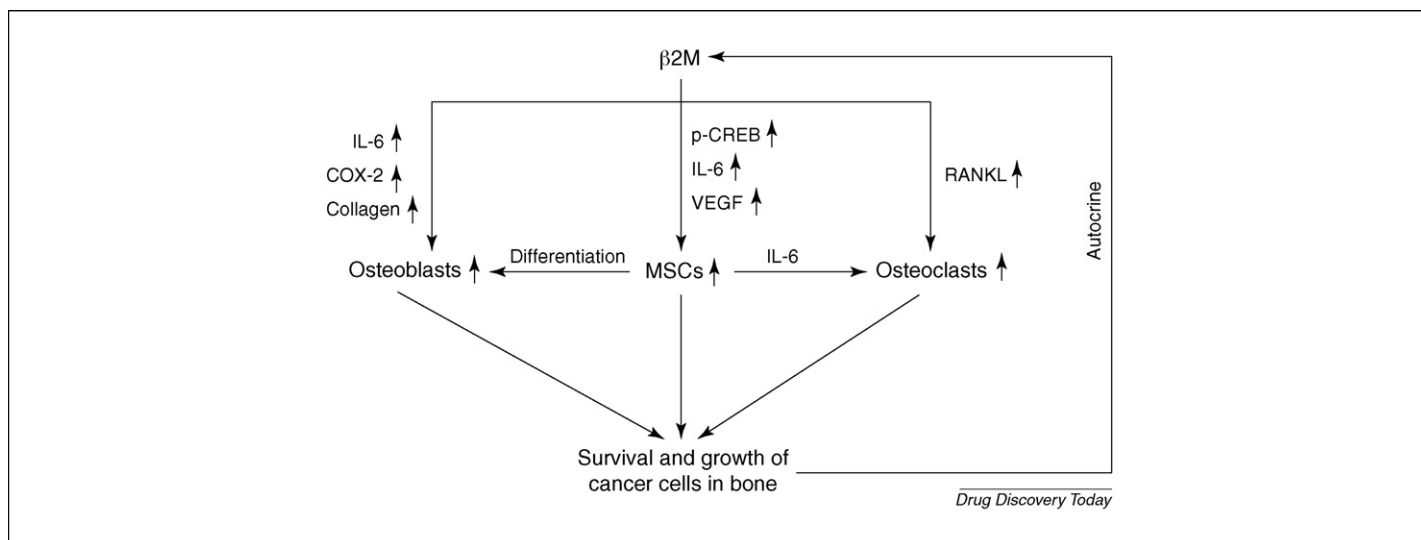 β2M
IL-6
COX-2
Collagen
p-CREB
IL-6
VEGF
RANKL
Autocrine
Osteoblasts
Differentiation
MSCs
IL-6
Osteoclasts
Survival and growth of
cancer cells in bone
Drug Discovery Today